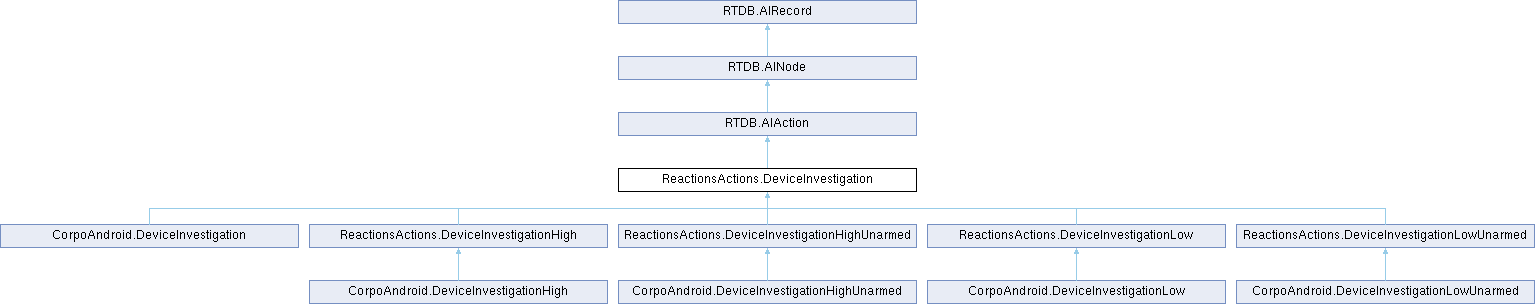 RTDB.AIRecord
RTDB.AINode
RTDB.AIAction
ReactionsActions.DeviceInvestigation
CorpoAndroid.DeviceInvestigation
ReactionsActions.DeviceInvestigationHigh
ReactionsActions.DeviceInvestigationHighUnarmed
ReactionsActions.DeviceInvestigationLow
ReactionsActions.DeviceInvestigationLowUnarmed
CorpoAndroid.DeviceInvestigationHigh
CorpoAndroid.DeviceInvestigationHighUnarmed
CorpoAndroid.DeviceInvestigationLow
CorpoAndroid.DeviceInvestigationLowUnarmed